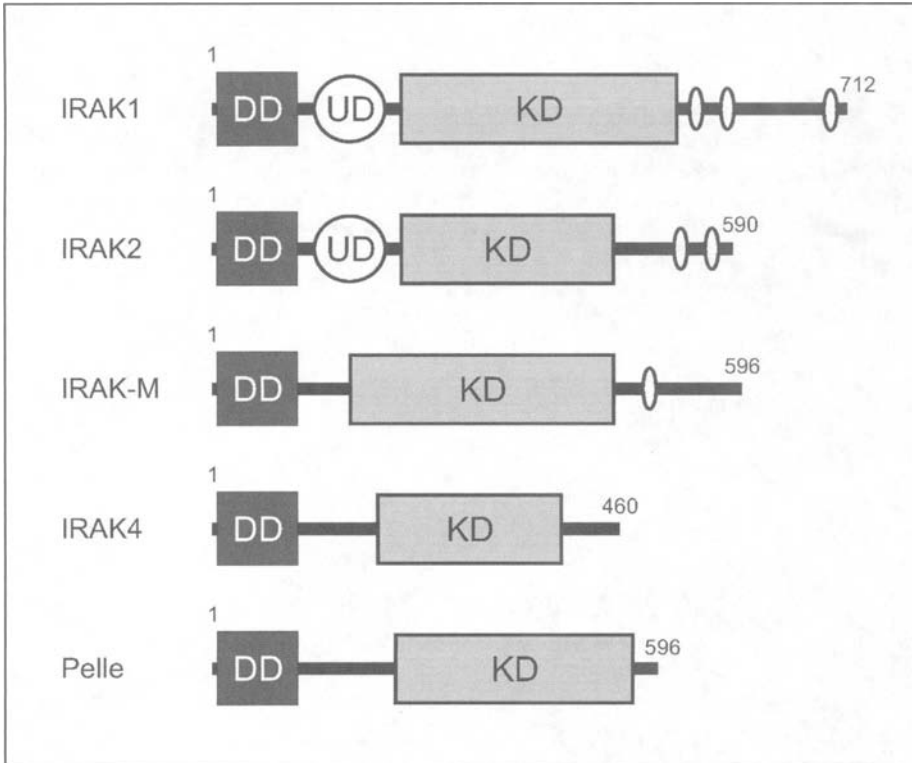 1
IRAK1 DD UD KD 712
1
IRAK2 DD UD KD 590
1
IRAK-M DD KD 596
1
IRAK4 DD KD 460
1
Pelle DD KD 596